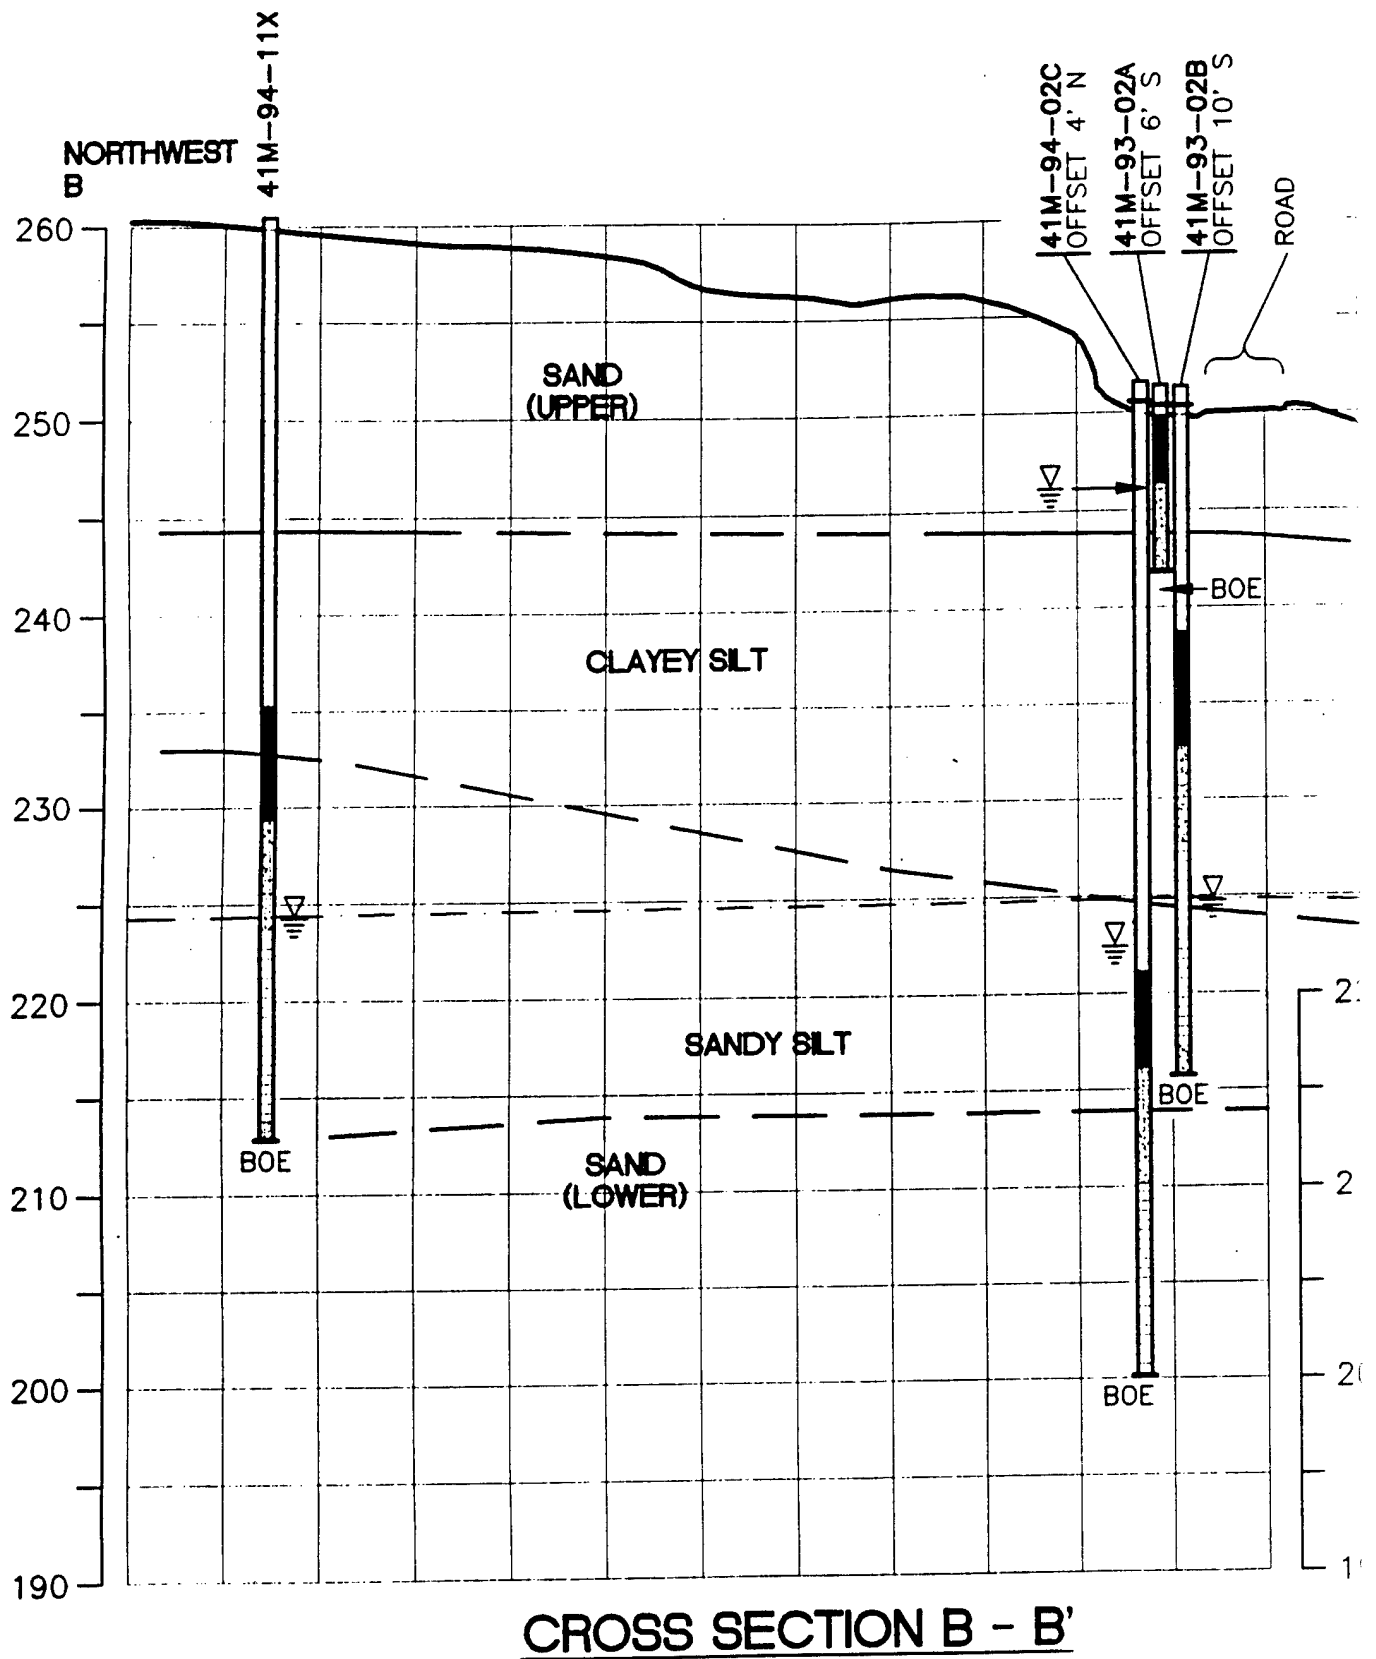 41M-94-11X
NORTHWEST
B
41M-94-02C
OFFSET 4' N
41M-93-02A
OFFSET 6' S
41M-93-02B
OFFSET 10' S
ROAD
260
250
240
230
220
210
200
190
SAND
(UPPER)
BOE
CLAYEY SILT
SANDY SILT
BOE
BOE
SAND
(LOWER)
BOE
CROSS SECTION B - B'